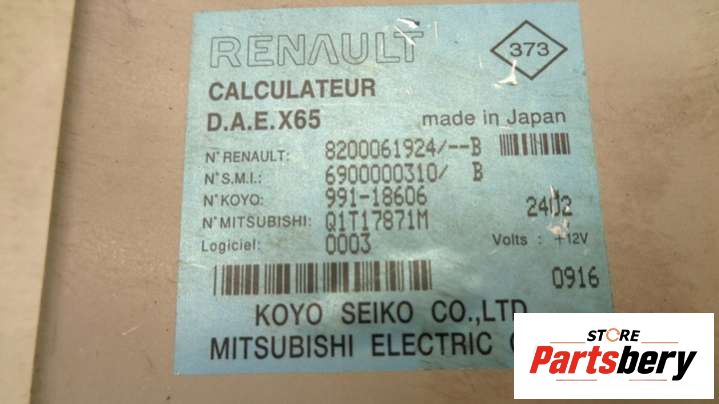 RENAULT
373
CALCULATEUR
D.A.E.X65 made in Japan
N° RENAULT: 8200061924/--B
N° S.M.I.: 6900000310/ B
N° KOYO: 991-18606
N° MITSUBISHI: Q1T17871M 2402
Logiciel: 0003 Volts : +12V
0916
KOYO SEIKO CO.,LTD
MITSUBISHI ELECTRIC
STORE
Partsbery